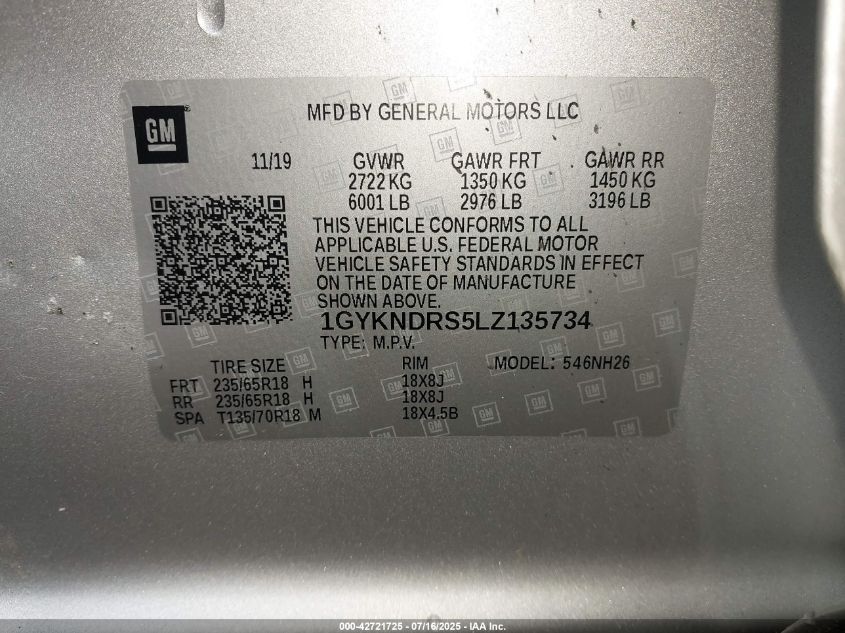 GM
MFD BY GENERAL MOTORS LLC
11/19 GVWR GAWR FRT GAWR RR
2722 KG 1350 KG 1450 KG
6001 LB 2976 LB 3196 LB
THIS VEHICLE CONFORMS TO ALL
APPLICABLE U.S. FEDERAL MOTOR
VEHICLE SAFETY STANDARDS IN EFFECT
ON THE DATE OF MANUFACTURE
SHOWN ABOVE.
1GYKNDRS5LZ135734
TYPE: M.P.V.
TIRE SIZE RIM MODEL: 546NH26
FRT 235/65R18 H 18X8J
RR 235/65R18 H 18X8J
SPA T135/70R18 M 18X4.5B
000-42721725 - 07/16/2025 - IAA Inc.